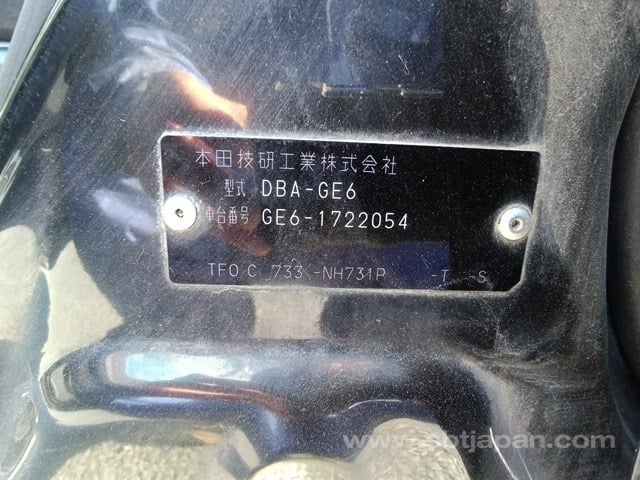 本田技研工業株式会社
型式 DBA-GE6
車台番号 GE6-1722054
TF0 C 733 -NH731P -T -S
www.sbtjapan.com